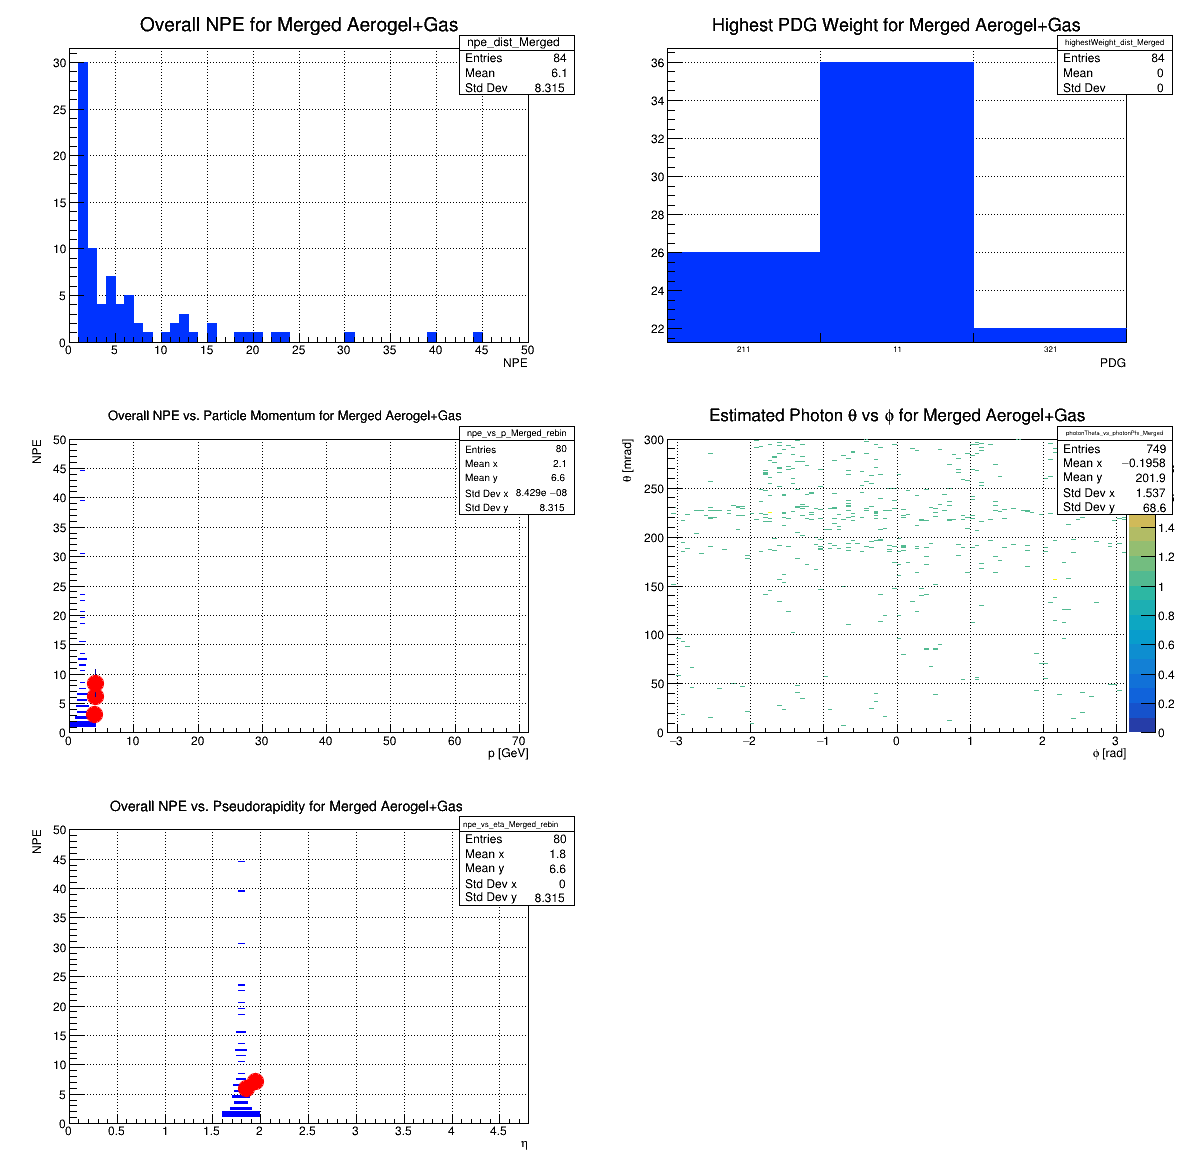 Overall NPE for Merged Aerogel+Gas
npe_dist_Merged
Entries 84
Mean 6.1
Std Dev 8.315
30
25
20
15
10
5
0
0 5 10 15 20 25 30 35 40 45 50
NPE
Highest PDG Weight for Merged Aerogel+Gas
highestWeight_dist_Merged
Entries 84
Mean 0
Std Dev 0
36
34
32
30
28
26
24
22
211 11 321
PDG
Overall NPE vs. Particle Momentum for Merged Aerogel+Gas
npe_vs_p_Merged_rebin
Entries 80
Mean x 2.1
Mean y 6.6
Std Dev x 8.429e −08
Std Dev y 8.315
NPE
50
45
40
35
30
25
20
15
10
5
0
0 10 20 30 40 50 60 70
p [GeV]
Estimated Photon θ vs ϕ for Merged Aerogel+Gas
photonTheta_vs_photonPhi_Merged
Entries 749
Mean x −0.1958
Mean y 201.9
Std Dev x 1.537
Std Dev y 68.6
θ [mrad]
300
250
200
150
100
50
0
−3 −2 −1 0 1 2 3
ϕ [rad]
1.4
1.2
1
0.8
0.6
0.4
0.2
0
Overall NPE vs. Pseudorapidity for Merged Aerogel+Gas
npe_vs_eta_Merged_rebin
Entries 80
Mean x 1.8
Mean y 6.6
Std Dev x 0
Std Dev y 8.315
NPE
50
45
40
35
30
25
20
15
10
5
0
0 0.5 1 1.5 2 2.5 3 3.5 4 4.5
η